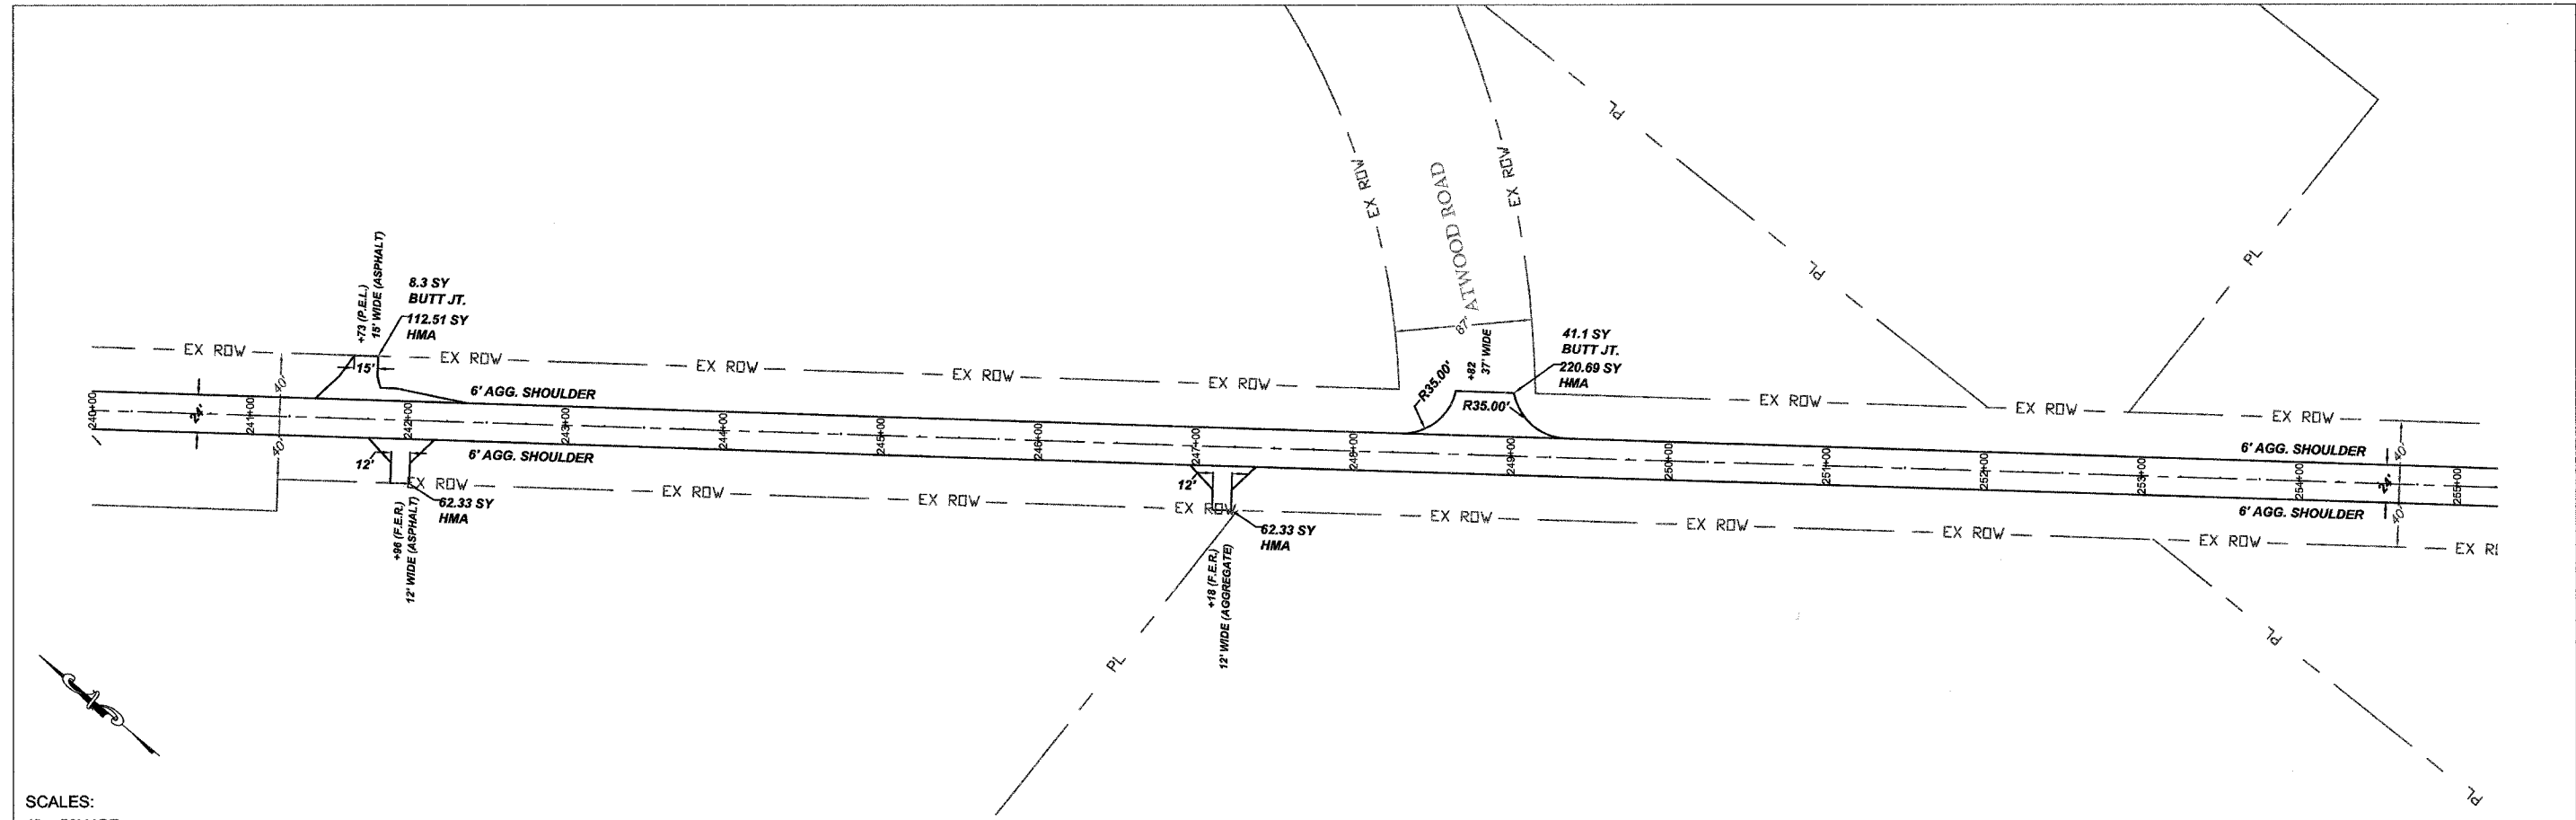 EX ROW
EX ROW
ATWOOD ROAD
87'
PL
PL
PL
+73 (P.E.L.)
15' WIDE (ASPHALT)
8.3 SY
BUTT JT.
112.51 SY
HMA
+82
37' WIDE
41.1 SY
BUTT JT.
220.69 SY
HMA
R35.00'
R35.00'
EX ROW
EX ROW
EX ROW
EX ROW
EX ROW
EX ROW
EX ROW
EX ROW
15'
6' AGG. SHOULDER
6' AGG. SHOULDER
40'
40'
24'
240+00
241+00
242+00
243+00
244+00
245+00
246+00
247+00
248+00
249+00
250+00
251+00
252+00
253+00
254+00
255+00
24'
40'
40'
12'
6' AGG. SHOULDER
12'
6' AGG. SHOULDER
EX ROW
EX ROW
EX ROW
EX ROW
EX ROW
EX ROW
EX ROW
EX ROW
62.33 SY
HMA
+96 (F.E.R.)
12' WIDE (ASPHALT)
62.33 SY
HMA
+18 (F.E.R.)
12' WIDE (AGGREGATE)
PL
PL
PL
SCALES: